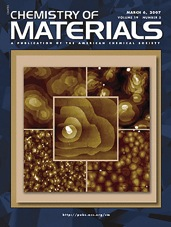 CHEMISTRY OF
MATERIALS
MARCH 6, 2007
VOLUME 19 NUMBER 5
A PUBLICATION OF THE AMERICAN CHEMICAL SOCIETY
http://pubs.acs.org/cm